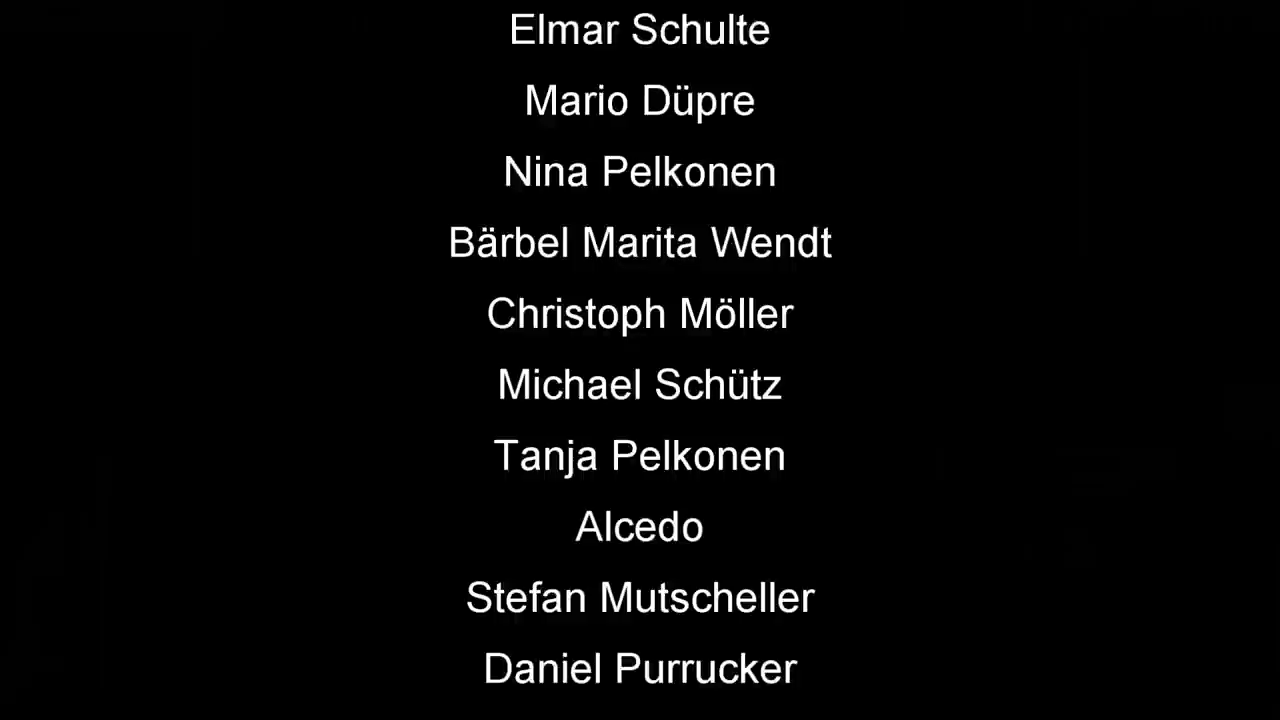 Elmar Schulte
Mario Düpre
Nina Pelkonen
Bärbel Marita Wendt
Christoph Möller
Michael Schütz
Tanja Pelkonen
Alcedo
Stefan Mutscheller
Daniel Purrucker